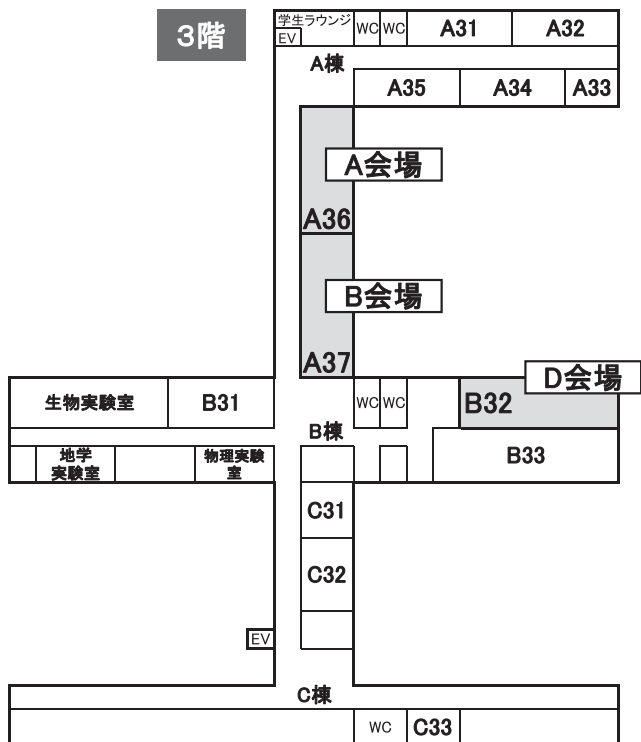 3階
学生ラウンジ
EV
WC
WC
A31
A32
A棟
A35
A34
A33
A会場
A36
B会場
A37
D会場
生物実験室
B31
WC
WC
B32
B棟
地学
実験室
物理実験
室
B33
C31
C32
EV
C棟
WC
C33